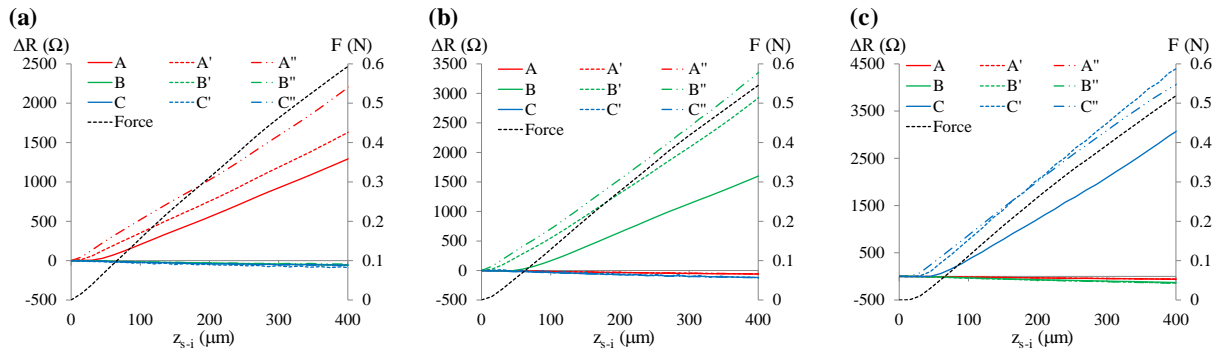 (a)
ΔR (Ω) F (N)
A A' A"
B B' B"
C C' C"
Force
2500
2000
1500
1000
500
0
-500
0.6
0.5
0.4
0.3
0.2
0.1
0
0 100 200 300 400
z_s-i (μm)
(b)
ΔR (Ω) F (N)
A A' A"
B B' B"
C C' C"
Force
3500
3000
2500
2000
1500
1000
500
0
-500
0.6
0.5
0.4
0.3
0.2
0.1
0
0 100 200 300 400
z_s-i (μm)
(c)
ΔR (Ω) F (N)
A A' A"
B B' B"
C C' C"
Force
4500
3500
2500
1500
500
-500
0.6
0.5
0.4
0.3
0.2
0.1
0
0 100 200 300 400
z_s-i (μm)